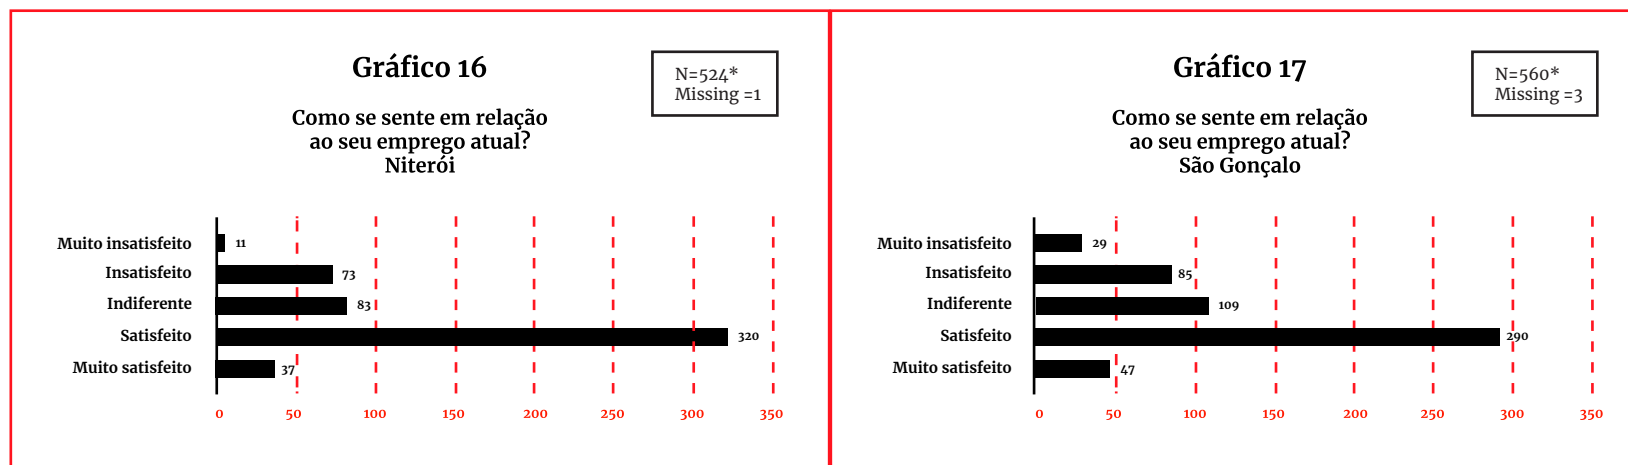 Gráfico 16
N=524*
Missing =1
Como se sente em relação
ao seu emprego atual?
Niterói
Muito insatisfeito 11
Insatisfeito 73
Indiferente 83
Satisfeito 320
Muito satisfeito 37
0 50 100 150 200 250 300 350
Gráfico 17
N=560*
Missing =3
Como se sente em relação
ao seu emprego atual?
São Gonçalo
Muito insatisfeito 29
Insatisfeito 85
Indiferente 109
Satisfeito 290
Muito satisfeito 47
0 50 100 150 200 250 300 350